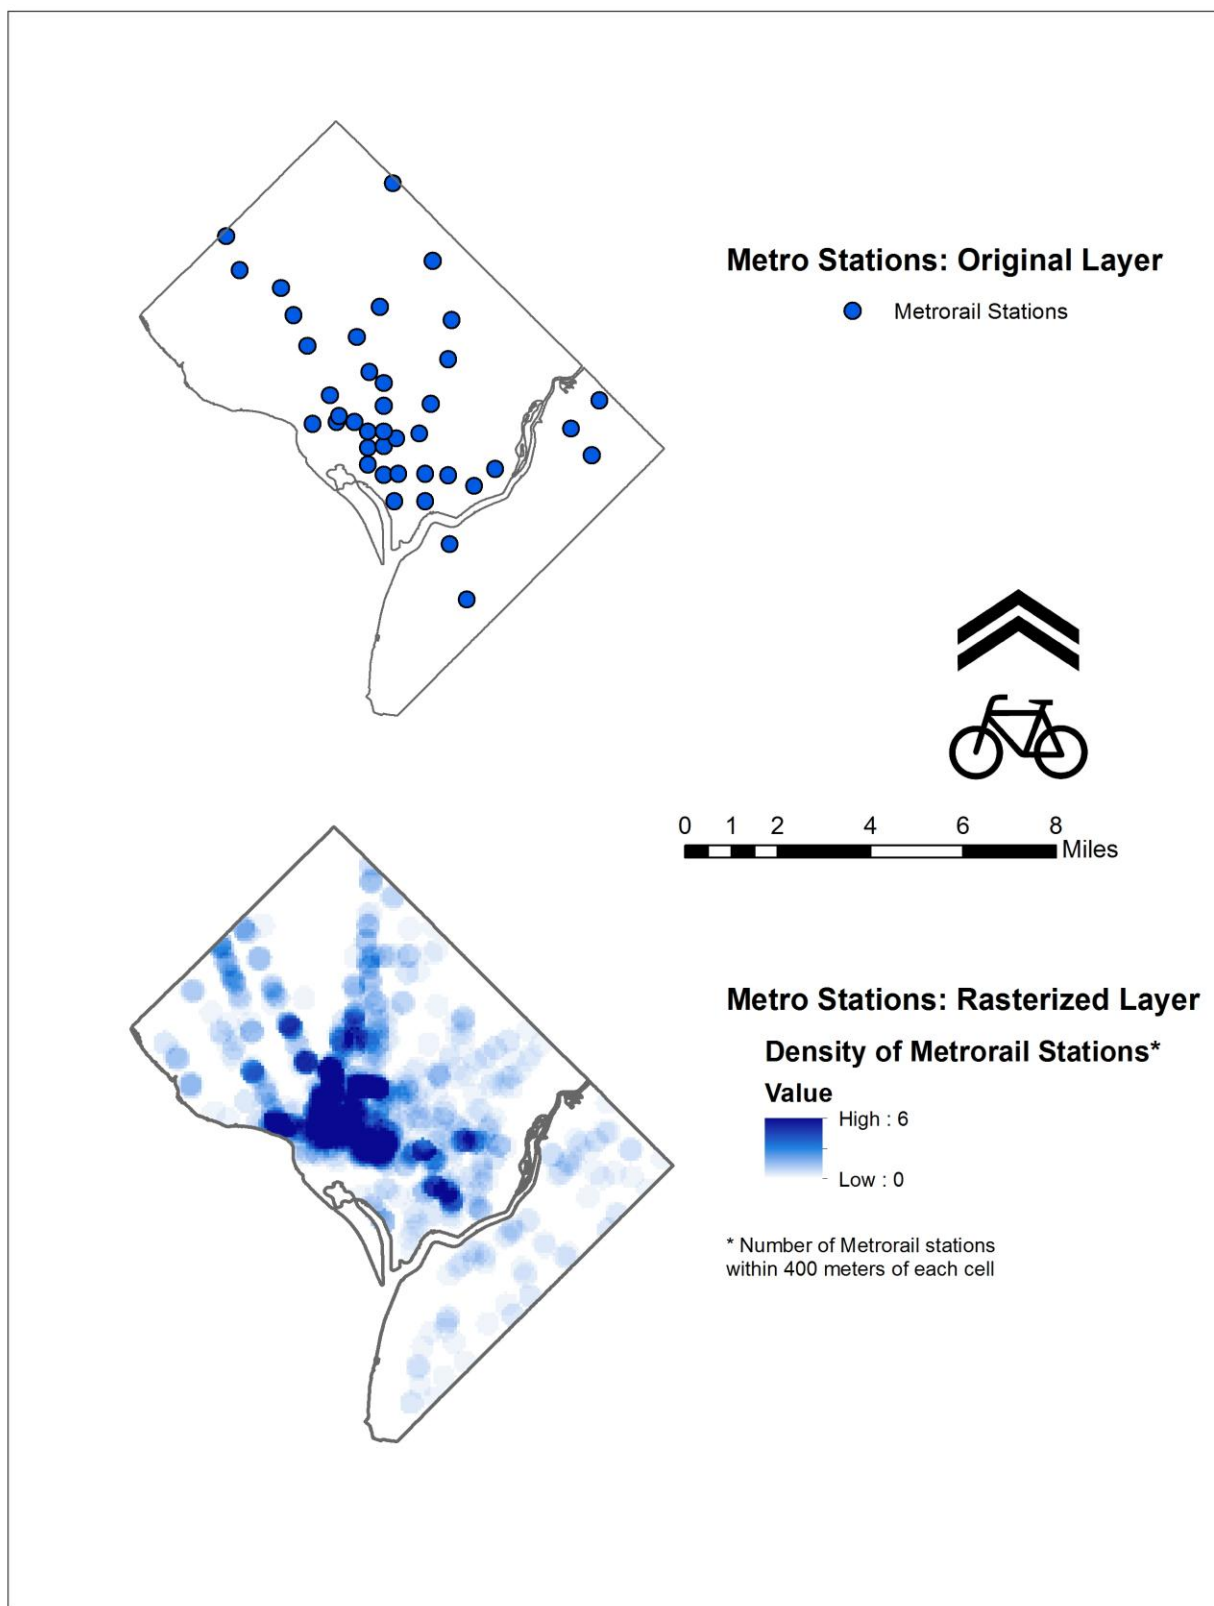 Metro Stations: Original Layer
Metrorail Stations
0 1 2 4 6 8
Miles
Metro Stations: Rasterized Layer
Density of Metrorail Stations*
Value
High : 6
Low : 0
* Number of Metrorail stations
within 400 meters of each cell